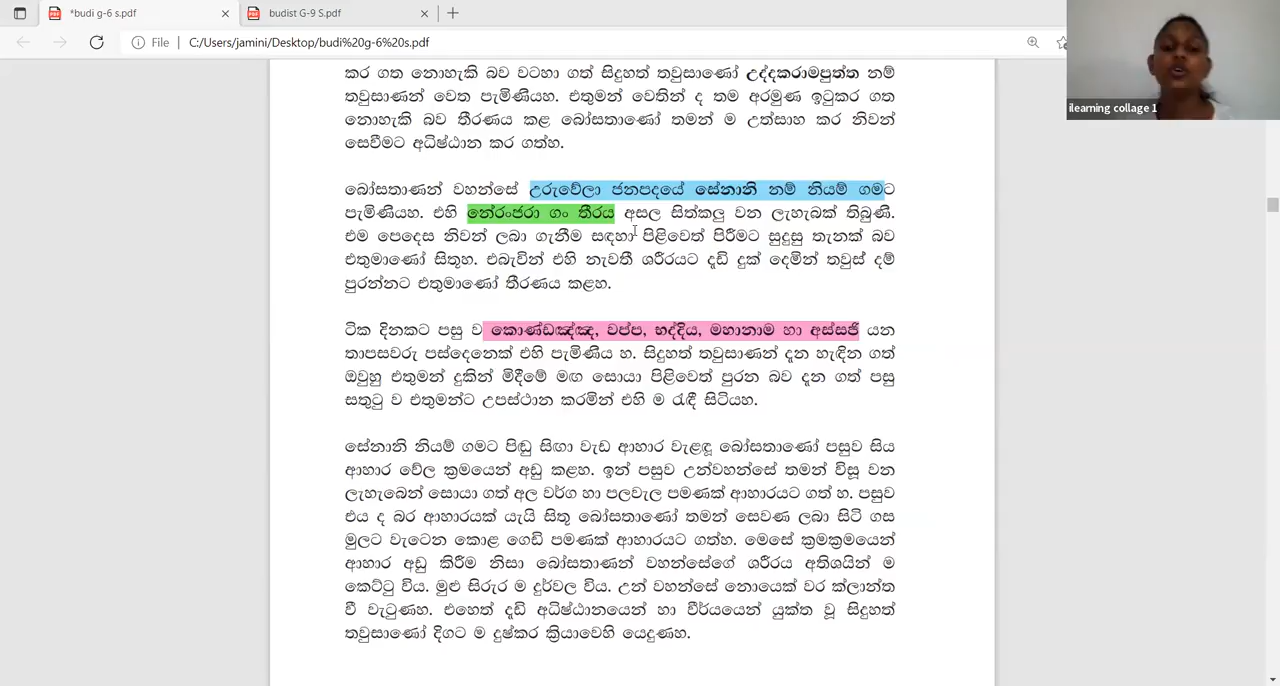 *budi g-6 s.pdf
budist G-9 S.pdf
File | C:/Users/jamini/Desktop/budi%20g-6%20s.pdf
ilearning collage 1
කර ගත නොහැකි බව වටහා ගත් සිදුහත් තවුසාණෝ උද්දකරාමපුත්ත නම්
තවුසාණන් වෙත පැමිණියහ. එතුමන් වෙතින් ද තම අරමුණ ඉටුකර ගත
නොහැකි බව තීරණය කළ බෝසතාණෝ තමන් ම උත්සාහ කර නිවන්
සෙවීමට අධිෂ්ඨාන කර ගත්හ.
බෝසතාණන් වහන්සේ උරුවේලා ජනපදයේ සේනානි නම් නියම් ගමට
පැමිණියහ. එහි නේරංජරා ගං තීරය අසල සිත්කලු වන ලැහැබක් තිබුණි.
එම පෙදෙස නිවන් ලබා ගැනීම සඳහා පිළිවෙත් පිරීමට සුදුසු තැනක් බව
එතුමාණෝ සිතූහ. එබැවින් එහි නැවතී ශරීරයට දැඩි දුක් දෙමින් තවුස් දම්
පුරන්නට එතුමාණෝ තීරණය කළහ.
ටික දිනකට පසු ව කොණ්ඩඤ්ඤ, වප්ප, භද්දිය, මහානාම හා අස්සජි යන
තාපසවරු පස්දෙනෙක් එහි පැමිණිය හ. සිදුහත් තවුසාණන් දැන හැඳින ගත්
ඔවුහු එතුමන් දුකින් මිදීමේ මඟ සොයා පිළිවෙත් පුරන බව දැන ගත් පසු
සතුටු ව එතුමන්ට උපස්ථාන කරමින් එහි ම රැඳී සිටියහ.
සේනානි නියම් ගමට පිඬු සිඟා වැඩ ආහාර වැළඳූ බෝසතාණෝ පසුව සිය
ආහාර වේල ක්‍රමයෙන් අඩු කළහ. ඉන් පසුව උන්වහන්සේ තමන් විසූ වන
ලැහැබෙන් සොයා ගත් අල වර්ග හා පලවැල පමණක් ආහාරයට ගත් හ. පසුව
එය ද බර ආහාරයක් යැයි සිතූ බෝසතාණෝ තමන් සෙවණ ලබා සිටි ගස
මුලට වැටෙන කොළ ගෙඩි පමණක් ආහාරයට ගත්හ. මෙසේ ක්‍රමක්‍රමයෙන්
ආහාර අඩු කිරීම නිසා බෝසතාණන් වහන්සේගේ ශරීරය අතිශයින් ම
කෙට්ටු විය. මුළු සිරුර ම දුර්වල විය. උන් වහන්සේ නොයෙක් වර ක්ලාන්ත
වී වැටුණහ. එහෙත් දැඩි අධිෂ්ඨානයෙන් හා වීර්යයෙන් යුක්ත වූ සිදුහත්
තවුසාණෝ දිගට ම දුෂ්කර ක්‍රියාවෙහි යෙදුණහ.